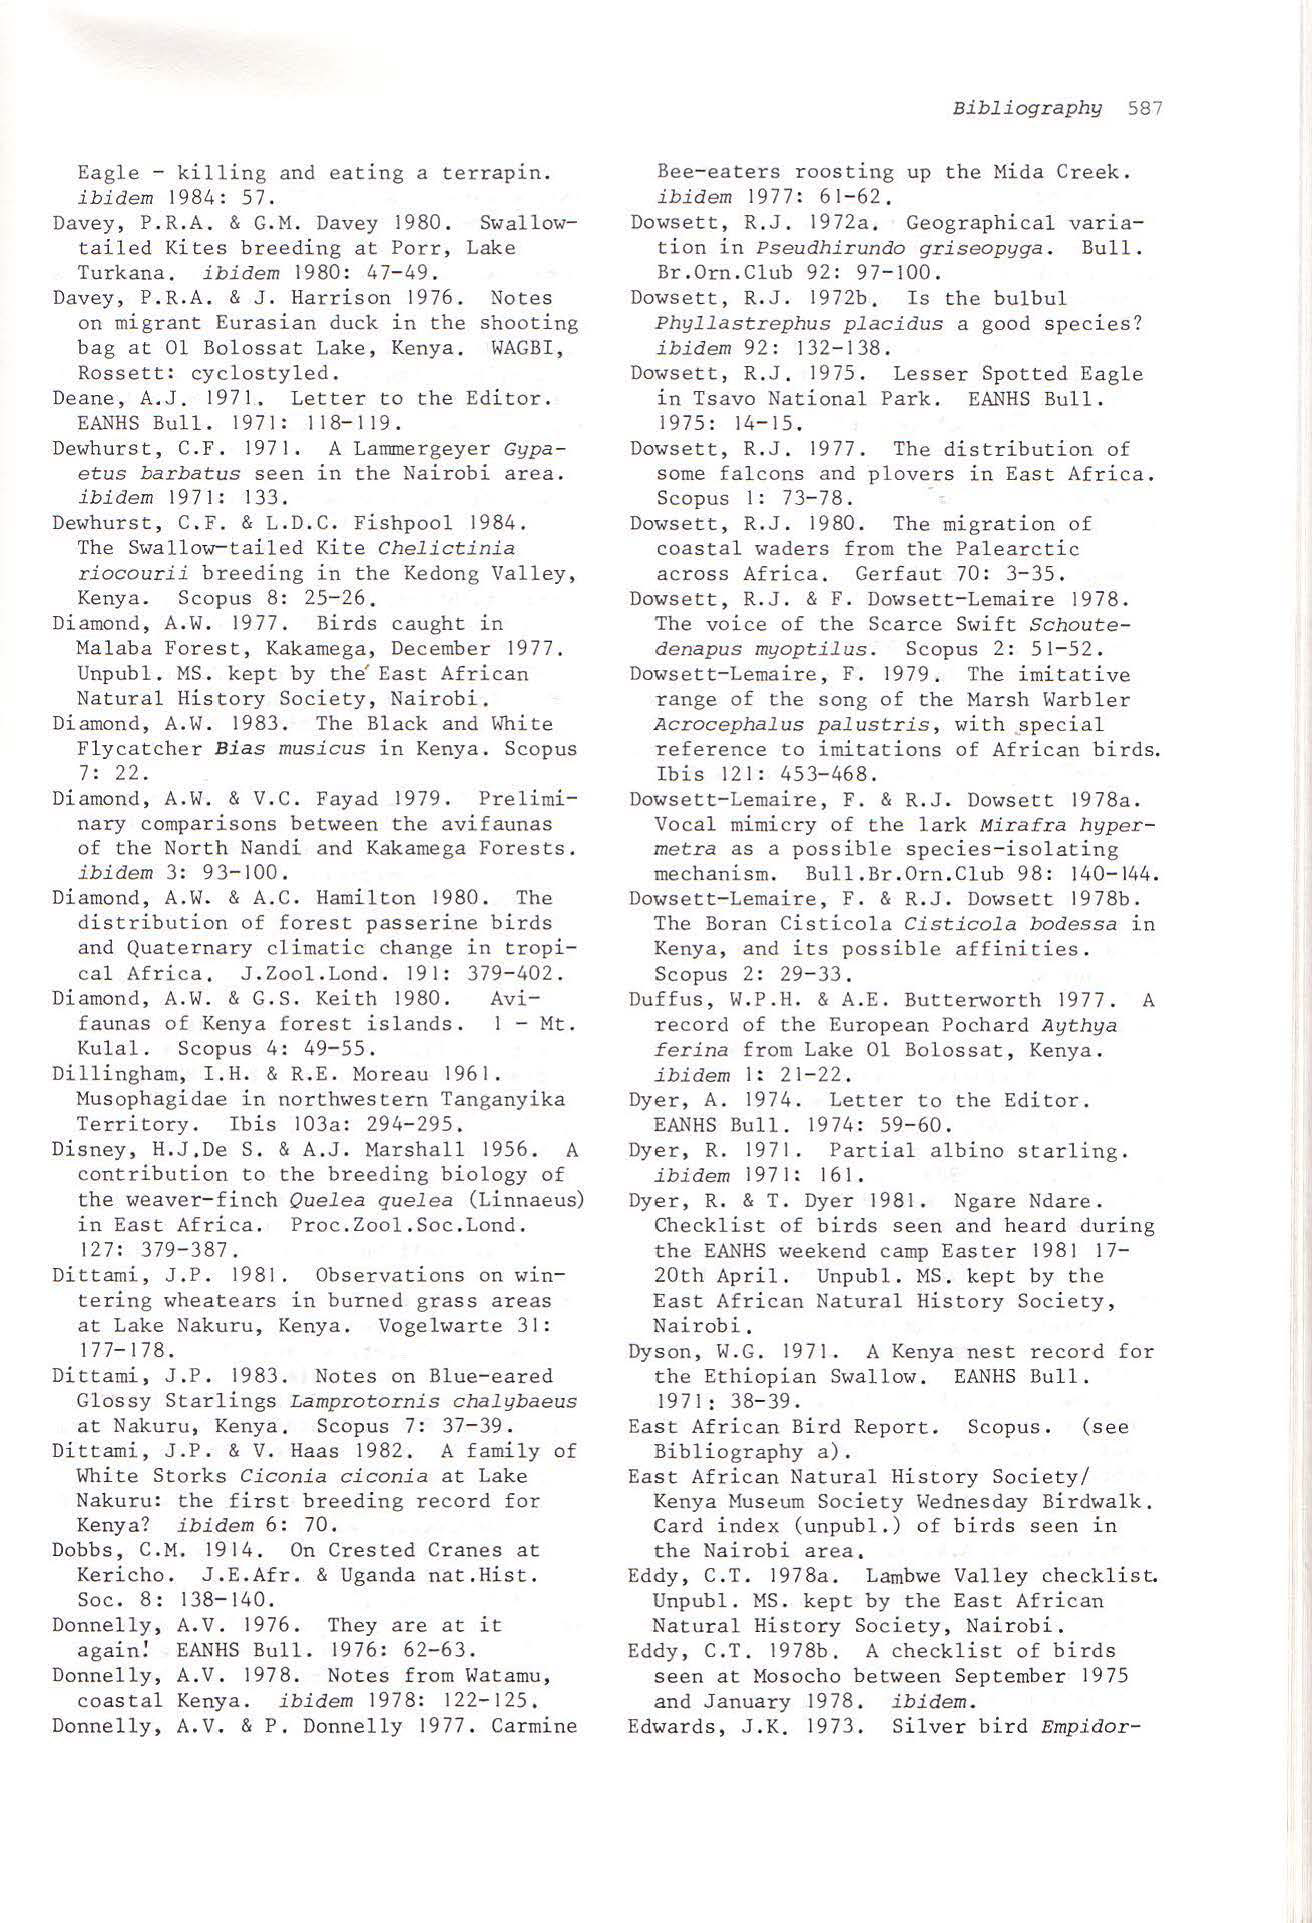 Bibliography 587
Eagle - killing and eating a terrapin.
ibidem 1984: 57.
Davey, P.R.A. & G.M. Davey 1980. Swallow-
tailed Kites breeding at Porr, Lake
Turkana. ibidem 1980: 47-49.
Davey, P.R.A. & J. Harrison 1976. Notes
on migrant Eurasian duck in the shooting
bag at Ol Bolossat Lake, Kenya. WAGBI,
Rossett: cyclostyled.
Deane, A.J. 1971. Letter to the Editor.
EANHS Bull. 1971: 118-119.
Dewhurst, C.F. 1971. A Lammergeyer Gypa-
etus barbatus seen in the Nairobi area.
ibidem 1971: 133.
Dewhurst, C.F. & L.D.C. Fishpool 1984.
The Swallow-tailed Kite Chelictinia
riocourii breeding in the Kedong Valley,
Kenya. Scopus 8: 25-26.
Diamond, A.W. 1977. Birds caught in
Malaba Forest, Kakamega, December 1977.
Unpubl. MS. kept by the East African
Natural History Society, Nairobi.
Diamond, A.W. 1983. The Black and White
Flycatcher Bias musicus in Kenya. Scopus
7: 22.
Diamond, A.W. & V.C. Fayad 1979. Prelimi-
nary comparisons between the avifaunas
of the North Nandi and Kakamega Forests.
ibidem 3: 93-100.
Diamond, A.W. & A.C. Hamilton 1980. The
distribution of forest passerine birds
and Quaternary climatic change in tropi-
cal Africa. J.Zool.Lond. 191: 379-402.
Diamond, A.W. & G.S. Keith 1980. Avi-
faunas of Kenya forest islands. 1 - Mt.
Kulal. Scopus 4: 49-55.
Dillingham, I.H. & R.E. Moreau 1961.
Musophagidae in northwestern Tanganyika
Territory. Ibis 103a: 294-295.
Disney, H.J.De S. & A.J. Marshall 1956. A
contribution to the breeding biology of
the weaver-finch Quelea quelea (Linnaeus)
in East Africa. Proc.Zool.Soc.Lond.
127: 379-387.
Dittami, J.P. 1981. Observations on win-
tering wheatears in burned grass areas
at Lake Nakuru, Kenya. Vogelwarte 31:
177-178.
Dittami, J.P. 1983. Notes on Blue-eared
Glossy Starlings Lamprotornis chalybaeus
at Nakuru, Kenya. Scopus 7: 37-39.
Dittami, J.P. & V. Haas 1982. A family of
White Storks Ciconia ciconia at Lake
Nakuru: the first breeding record for
Kenya? ibidem 6: 70.
Dobbs, C.M. 1914. On Crested Cranes at
Kericho. J.E.Afr. & Uganda nat.Hist.
Soc. 8: 138-140.
Donnelly, A.V. 1976. They are at it
again! EANHS Bull. 1976: 62-63.
Donnelly, A.V. 1978. Notes from Watamu,
coastal Kenya. ibidem 1978: 122-125.
Donnelly, A.V. & P. Donnelly 1977. Carmine
Bee-eaters roosting up the Mida Creek.
ibidem 1977: 61-62.
Dowsett, R.J. 1972a. Geographical varia-
tion in Pseudhirundo griseopyga. Bull.
Br.Orn.Club 92: 97-100.
Dowsett, R.J. 1972b. Is the bulbul
Phyllastrephus placidus a good species?
ibidem 92: 132-138.
Dowsett, R.J. 1975. Lesser Spotted Eagle
in Tsavo National Park. EANHS Bull.
1975: 14-15.
Dowsett, R.J. 1977. The distribution of
some falcons and plovers in East Africa.
Scopus 1: 73-78.
Dowsett, R.J. 1980. The migration of
coastal waders from the Palearctic
across Africa. Gerfaut 70: 3-35.
Dowsett, R.J. & F. Dowsett-Lemaire 1978.
The voice of the Scarce Swift Schoute-
denapus myoptilus. Scopus 2: 51-52.
Dowsett-Lemaire, F. 1979. The imitative
range of the song of the Marsh Warbler
Acrocephalus palustris, with special
reference to imitations of African birds.
Ibis 121: 453-468.
Dowsett-Lemaire, F. & R.J. Dowsett 1978a.
Vocal mimicry of the lark Mirafra hyper-
metra as a possible species-isolating
mechanism. Bull.Br.Orn.Club 98: 140-144.
Dowsett-Lemaire, F. & R.J. Dowsett 1978b.
The Boran Cisticola Cisticola bodessa in
Kenya, and its possible affinities.
Scopus 2: 29-33.
Duffus, W.P.H. & A.E. Butterworth 1977. A
record of the European Pochard Aythya
ferina from Lake Ol Bolossat, Kenya.
ibidem 1: 21-22.
Dyer, A. 1974. Letter to the Editor.
EANHS Bull. 1974: 59-60.
Dyer, R. 1971. Partial albino starling.
ibidem 1971: 161.
Dyer, R. & T. Dyer 1981. Ngare Ndare.
Checklist of birds seen and heard during
the EANHS weekend camp Easter 1981 17-
20th April. Unpubl. MS. kept by the
East African Natural History Society,
Nairobi.
Dyson, W.G. 1971. A Kenya nest record for
the Ethiopian Swallow. EANHS Bull.
1971: 38-39.
East African Bird Report. Scopus. (see
Bibliography a).
East African Natural History Society/
Kenya Museum Society Wednesday Birdwalk.
Card index (unpubl.) of birds seen in
the Nairobi area.
Eddy, C.T. 1978a. Lambwe Valley checklist.
Unpubl. MS. kept by the East African
Natural History Society, Nairobi.
Eddy, C.T. 1978b. A checklist of birds
seen at Mosocho between September 1975
and January 1978. ibidem.
Edwards, J.K. 1973. Silver bird Empidor-